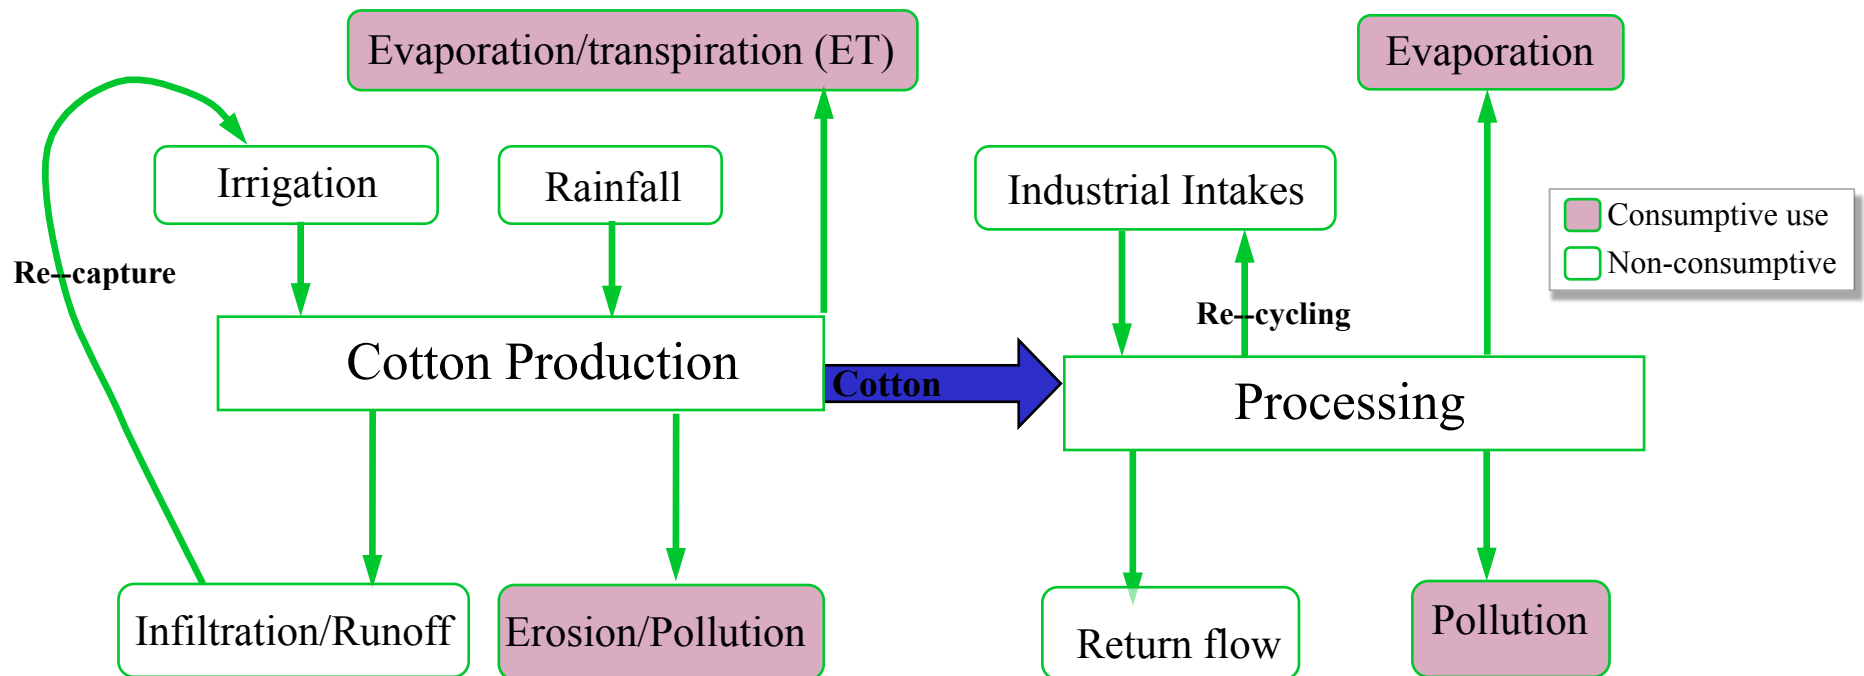 Evaporation/transpiration (ET)
Evaporation
Irrigation
Rainfall
Industrial Intakes
Consumptive use
Non-consumptive
Re--capture
Re--cycling
Cotton Production
Cotton
Processing
Infiltration/Runoff
Erosion/Pollution
Return flow
Pollution